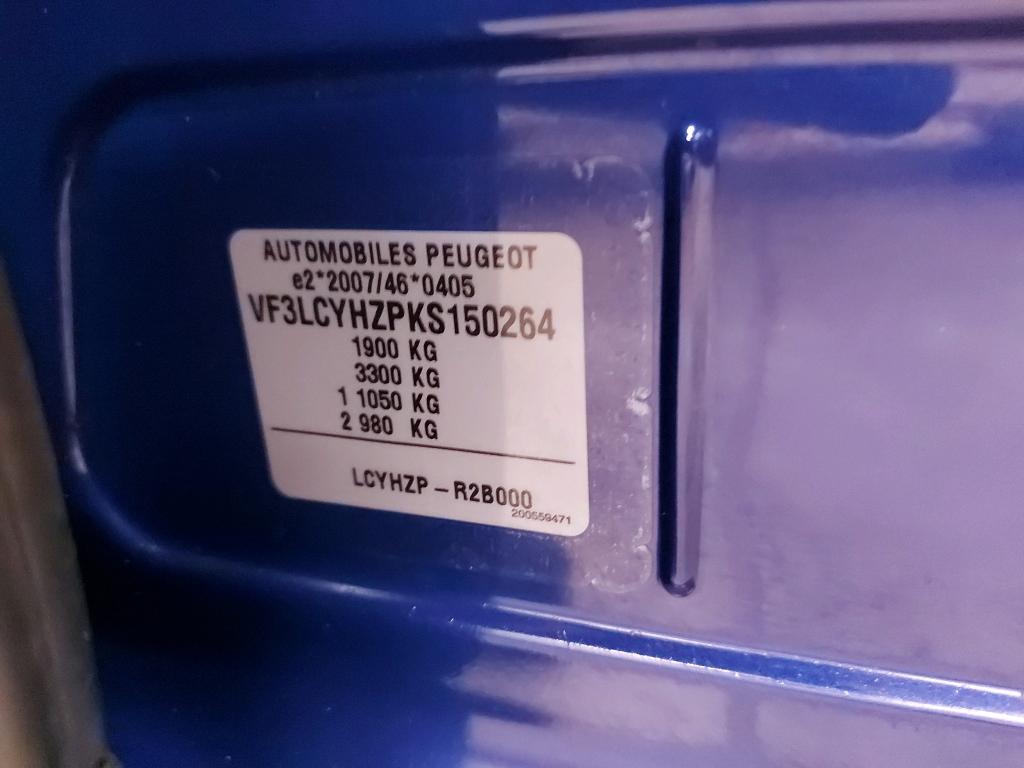 AUTOMOBILES PEUGEOT
e2*2007/46*0405
VF3LCYHZPKS150264
1900 KG
3300 KG
1 1050 KG
2 980 KG
LCYHZP - R2B000
200559471